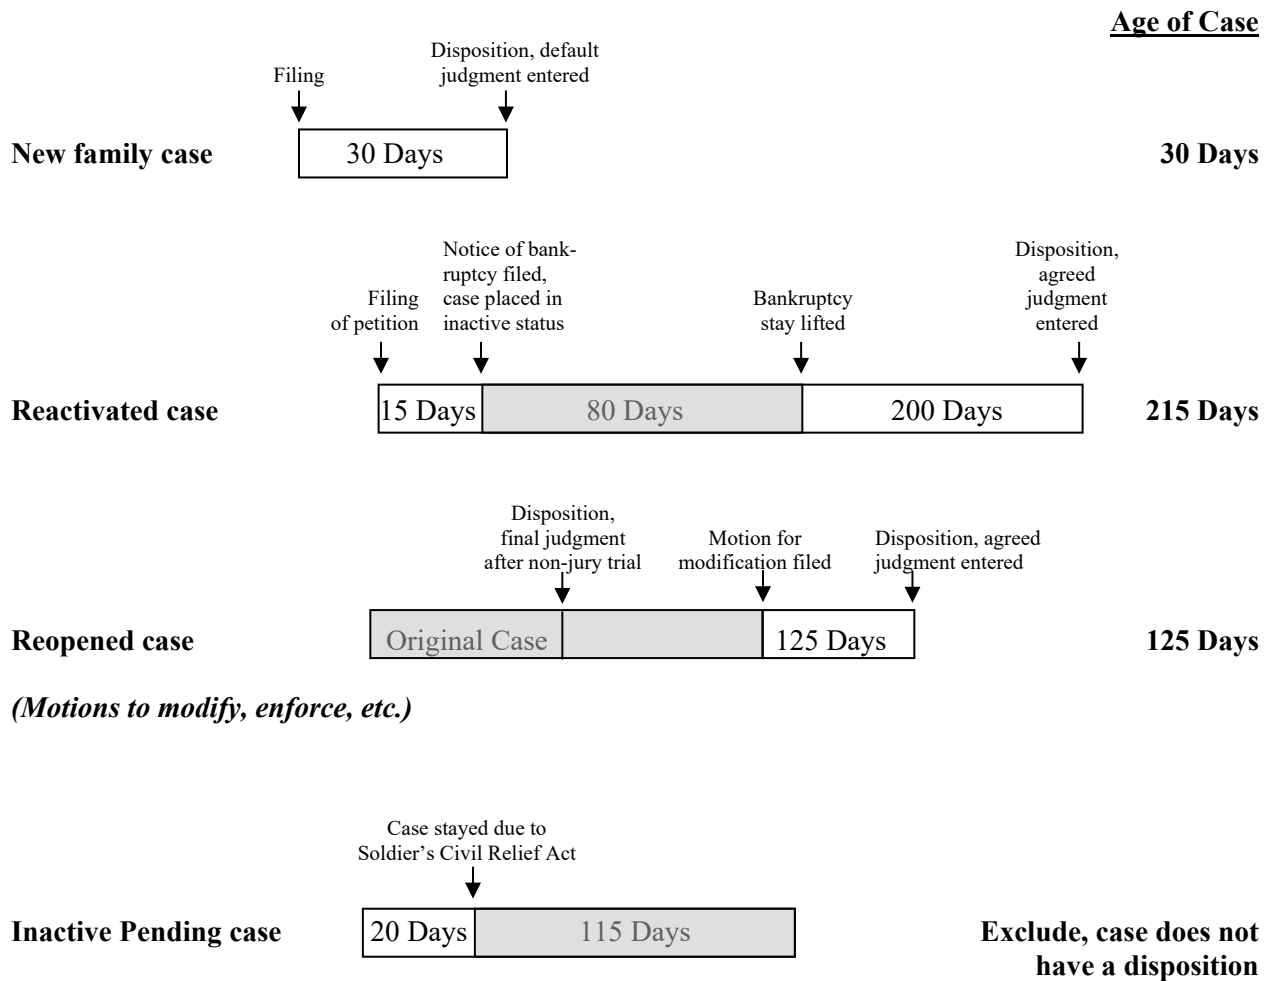 Age of Case
Filing
Disposition, default
judgment entered
New family case
30 Days
30 Days
Filing
of petition
Notice of bank-
ruptcy filed,
case placed in
inactive status
Bankruptcy
stay lifted
Disposition,
agreed
judgment
entered
Reactivated case
15 Days
80 Days
200 Days
215 Days
Disposition,
final judgment
after non-jury trial
Motion for
modification filed
Disposition, agreed
judgment entered
Reopened case
Original Case
125 Days
125 Days
(Motions to modify, enforce, etc.)
Case stayed due to
Soldier’s Civil Relief Act
Inactive Pending case
20 Days
115 Days
Exclude, case does not
have a disposition